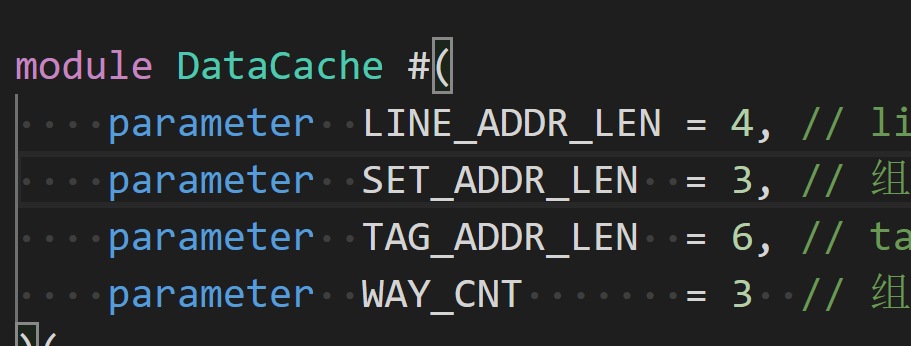 module DataCache #(
parameter LINE_ADDR_LEN = 4, // li
parameter SET_ADDR_LEN = 3, // 组
parameter TAG_ADDR_LEN = 6, // ta
parameter WAY_CNT = 3 // 组
)(